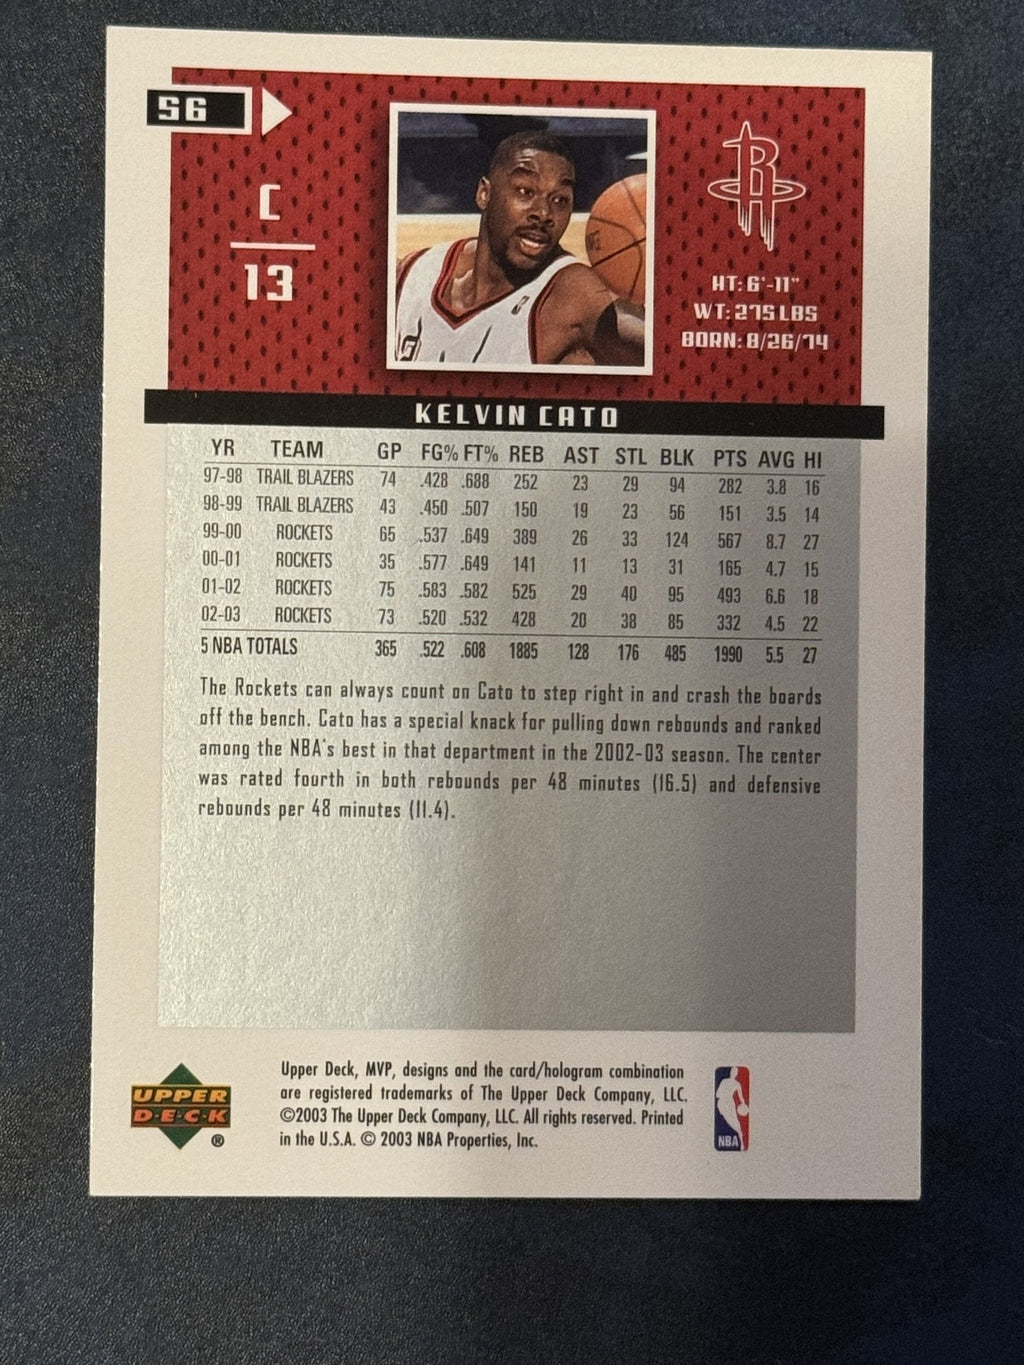 56
C
13
R
HT: 6'-11"
WT: 275 LBS
BORN: 8/26/74
KELVIN CATO
YR TEAM GP FG% FT% REB AST STL BLK PTS AVG HI
97-98 TRAIL BLAZERS 74 .428 .688 252 23 29 94 282 3.8 16
98-99 TRAIL BLAZERS 43 .450 .507 150 19 23 56 151 3.5 14
99-00 ROCKETS 65 .537 .649 389 26 33 124 567 8.7 27
00-01 ROCKETS 35 .577 .649 141 11 13 31 165 4.7 15
01-02 ROCKETS 75 .583 .582 525 29 40 95 493 6.6 18
02-03 ROCKETS 73 .520 .532 428 20 38 85 332 4.5 22
5 NBA TOTALS 365 .522 .608 1885 128 176 485 1990 5.5 27
The Rockets can always count on Cato to step right in and crash the boards
off the bench. Cato has a special knack for pulling down rebounds and ranked
among the NBA's best in that department in the 2002-03 season. The center
was rated fourth in both rebounds per 48 minutes (16.5) and defensive
rebounds per 48 minutes (11.4).
UPPER
D·E·C·K
®
Upper Deck, MVP, designs and the card/hologram combination
are registered trademarks of The Upper Deck Company, LLC.
©2003 The Upper Deck Company, LLC. All rights reserved. Printed
in the U.S.A. © 2003 NBA Properties, Inc.
NBA